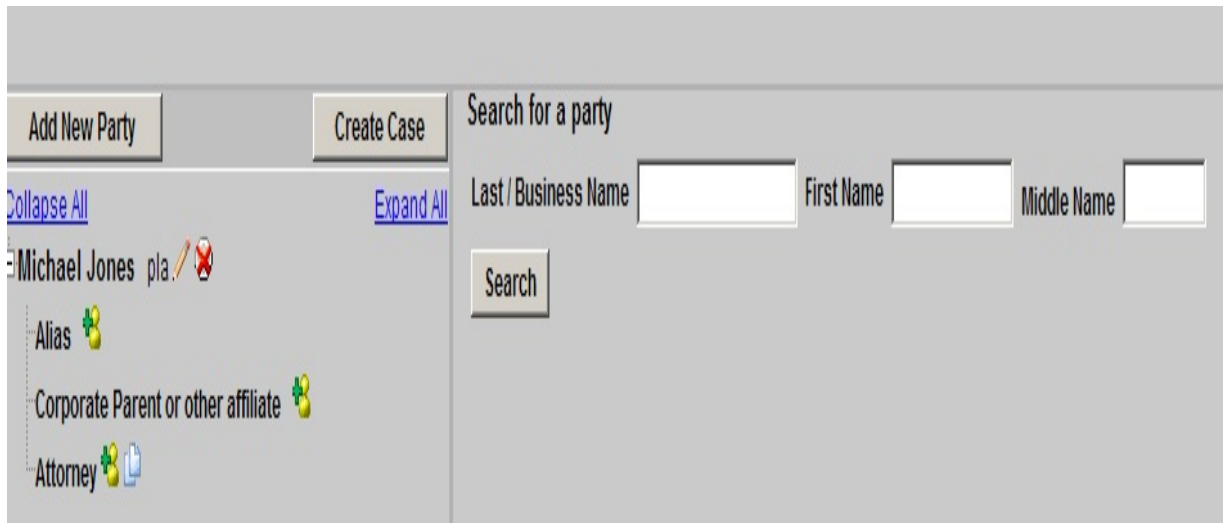 Add New Party Create Case
Collapse All Expand All
Michael Jones pla
Alias
Corporate Parent or other affiliate
Attorney
Search for a party
Last / Business Name First Name Middle Name
Search